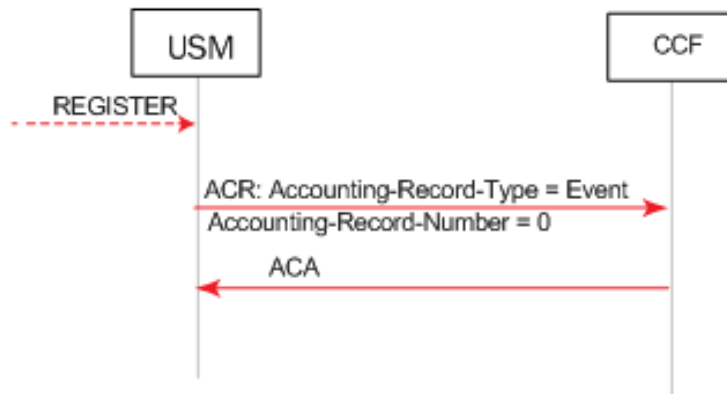 USM
CCF
REGISTER
ACR: Accounting-Record-Type = Event
Accounting-Record-Number = 0
ACA